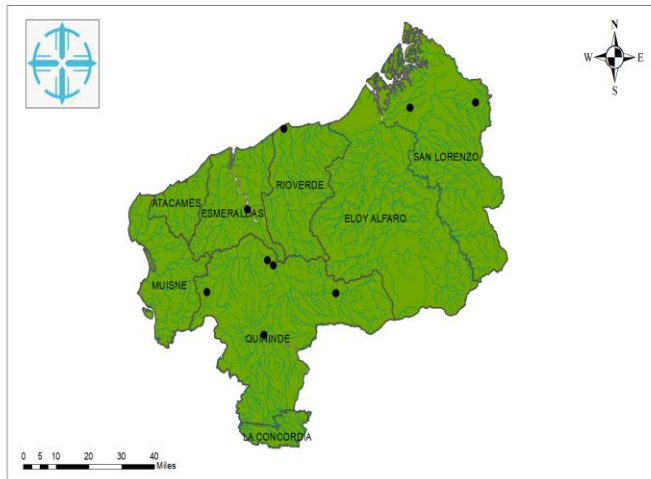 N
W E
S
SAN LORENZO
RIOVERDE
ATACAMES
ESMERALDAS
ELOY ALFARO
MUISNE
QUININDE
LA CONCORDIA
0 5 10 20 30 40
Miles